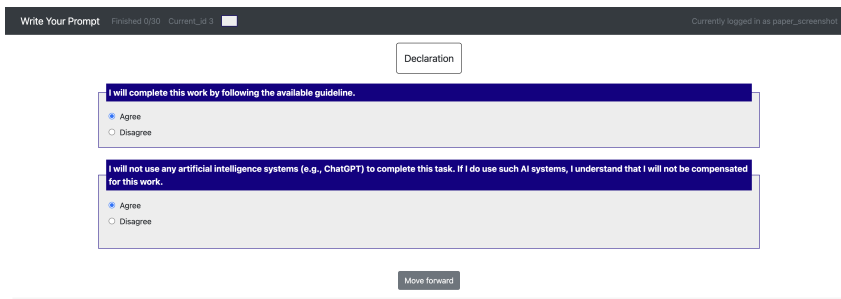 Write Your Prompt Finished 0/30 Current_id 3 Currently logged in as paper_screenshot
Declaration
I will complete this work by following the available guideline.
Agree
Disagree
I will not use any artificial intelligence systems (e.g., ChatGPT) to complete this task. If I do use such AI systems, I understand that I will not be compensated
for this work.
Agree
Disagree
Move forward